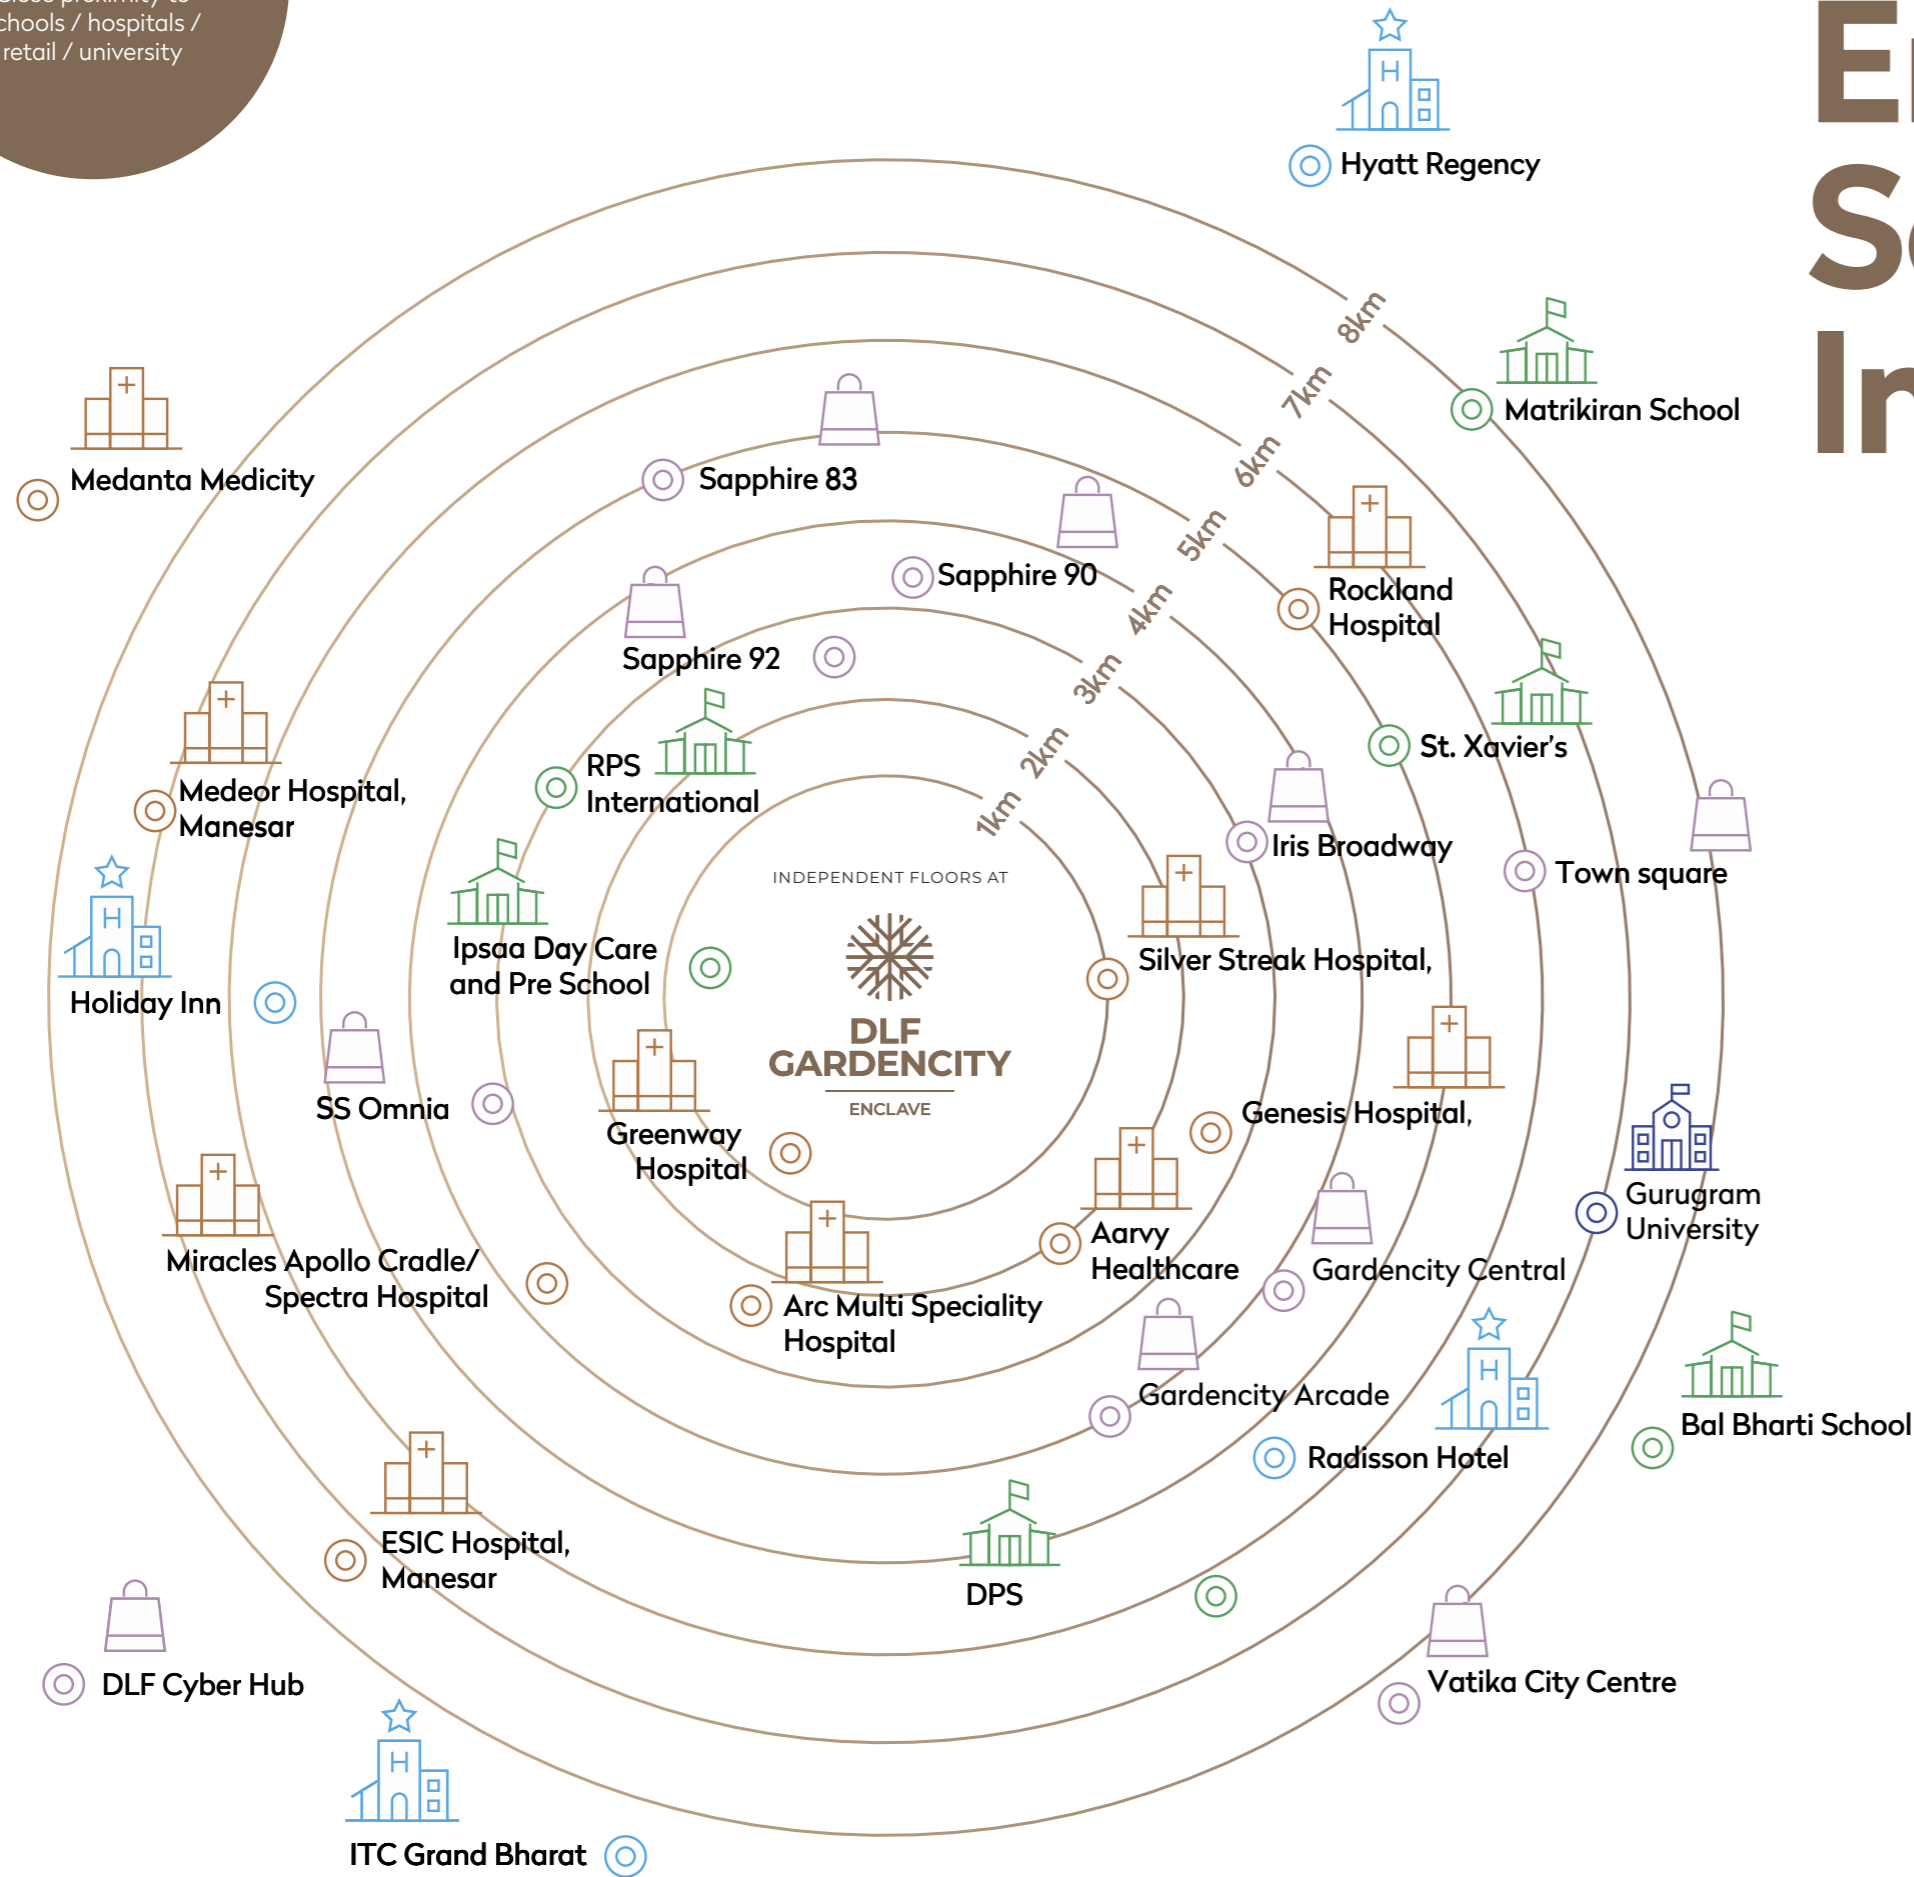 retail / university
Hyatt Regency
8km
7km
6km
5km
4km
3km
2km
1km
Matrikiran School
Medanta Medicity
Sapphire 83
Sapphire 90
Rockland
Hospital
Sapphire 92
RPS
International
St. Xavier's
Medeor Hospital,
Manesar
Iris Broadway
Town square
INDEPENDENT FLOORS AT
DLF
GARDENCITY
ENCLAVE
Ipsaa Day Care
and Pre School
Silver Streak Hospital,
H
Holiday Inn
SS Omnia
Greenway
Hospital
Genesis Hospital,
Gurugram
University
Aarvy
Healthcare
Miracles Apollo Cradle/
Spectra Hospital
Gardencity Central
Arc Multi Speciality
Hospital
Gardencity Arcade
H
Radisson Hotel
Bal Bharti School
ESIC Hospital,
Manesar
DPS
DLF Cyber Hub
Vatika City Centre
H
ITC Grand Bharat
H
schools / hospitals /